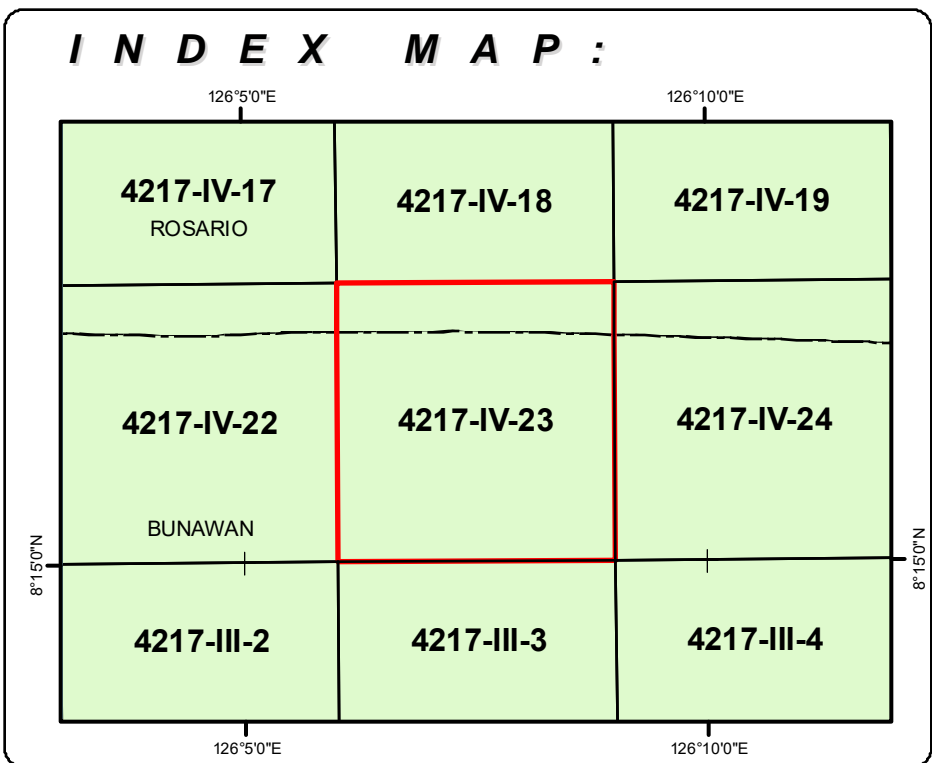 INDEX MAP:
126°5'0"E 126°10'0"E
4217-IV-17 4217-IV-18 4217-IV-19
ROSARIO
4217-IV-22 4217-IV-23 4217-IV-24
BUNAWAN
8°15'0"N 8°15'0"N
4217-III-2 4217-III-3 4217-III-4
126°5'0"E 126°10'0"E